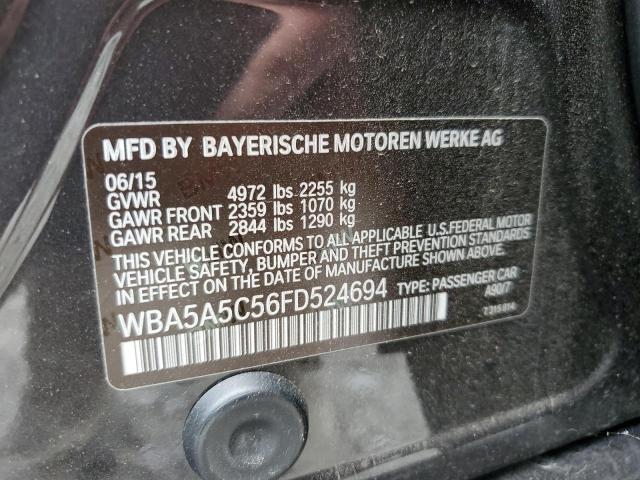 MFD BY BAYERISCHE MOTOREN WERKE AG
06/15
GVWR 4972 lbs 2255 kg
GAWR FRONT 2359 lbs 1070 kg
GAWR REAR 2844 lbs 1290 kg
THIS VEHICLE CONFORMS TO ALL APPLICABLE U.S.FEDERAL MOTOR
VEHICLE SAFETY, BUMPER AND THEFT PREVENTION STANDARDS
IN EFFECT ON THE DATE OF MANUFACTURE SHOWN ABOVE.
WBA5A5C56FD524694 TYPE: PASSENGER CAR
A90/7